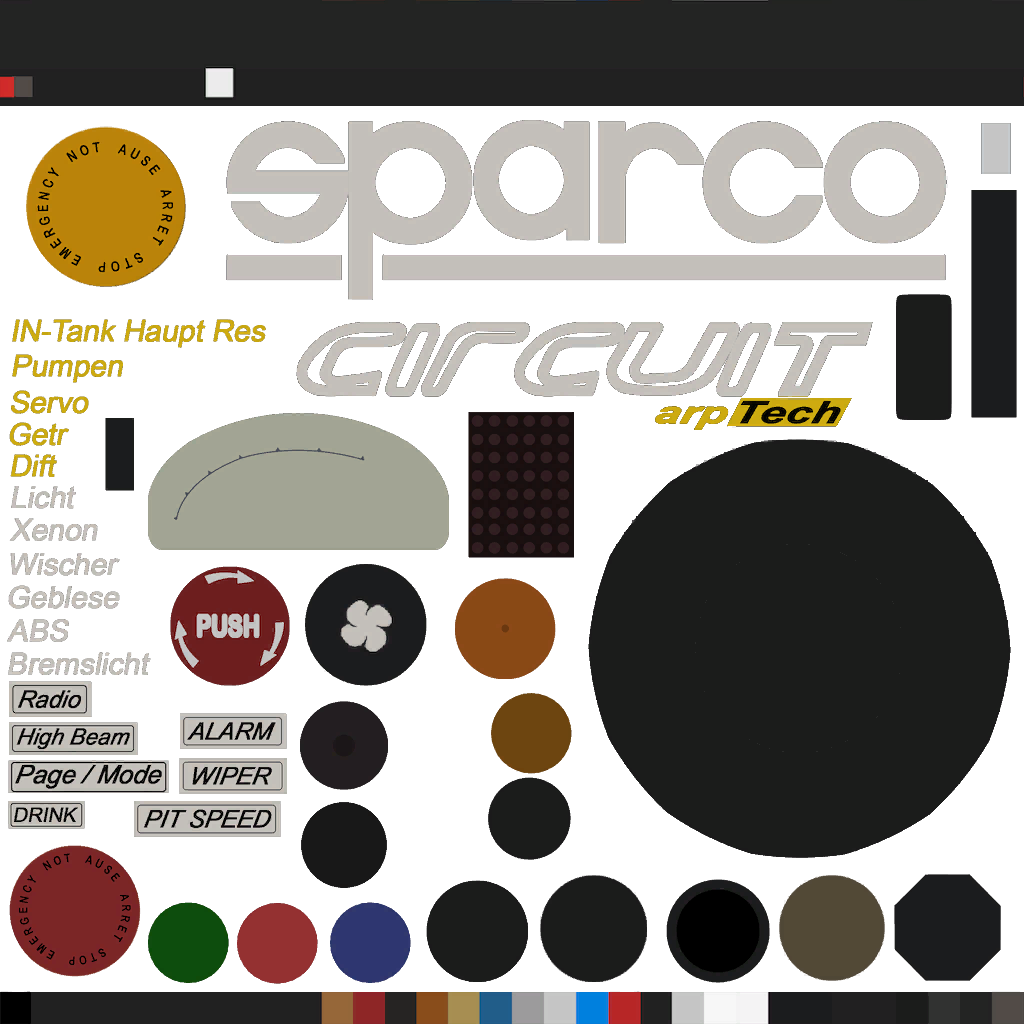 sparco
EMERGENCY NOT AUSE ARRET STOP
CIRCUIT
arpTech
IN-Tank Haupt Res
Pumpen
Servo
Getr
Dift
Licht
Xenon
Wischer
Geblese
ABS
Bremslicht
PUSH
Radio
High Beam
Page / Mode
DRINK
ALARM
WIPER
PIT SPEED
EMERGENCY NOT AUSE ARRET STOP